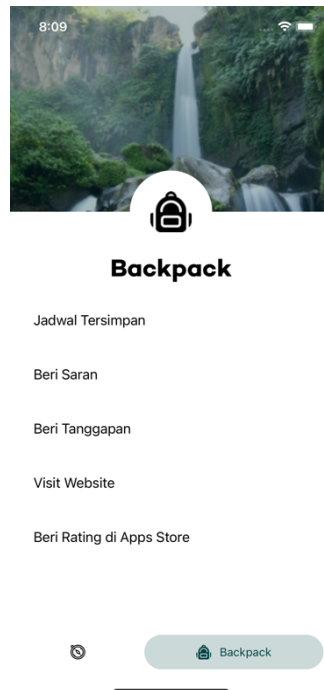 8:09
Backpack
Jadwal Tersimpan
Beri Saran
Beri Tanggapan
Visit Website
Beri Rating di Apps Store
Backpack